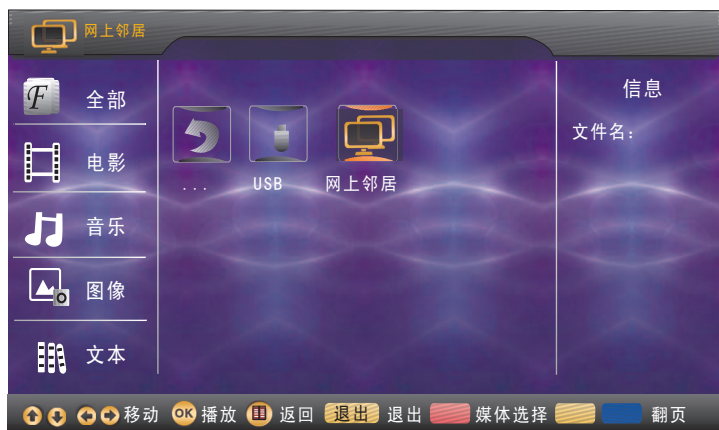 网上邻居
F 全部
电影
音乐
图像
文本
... USB 网上邻居
信息
文件名:
移动 OK 播放 返回 退出 退出 媒体选择 翻页